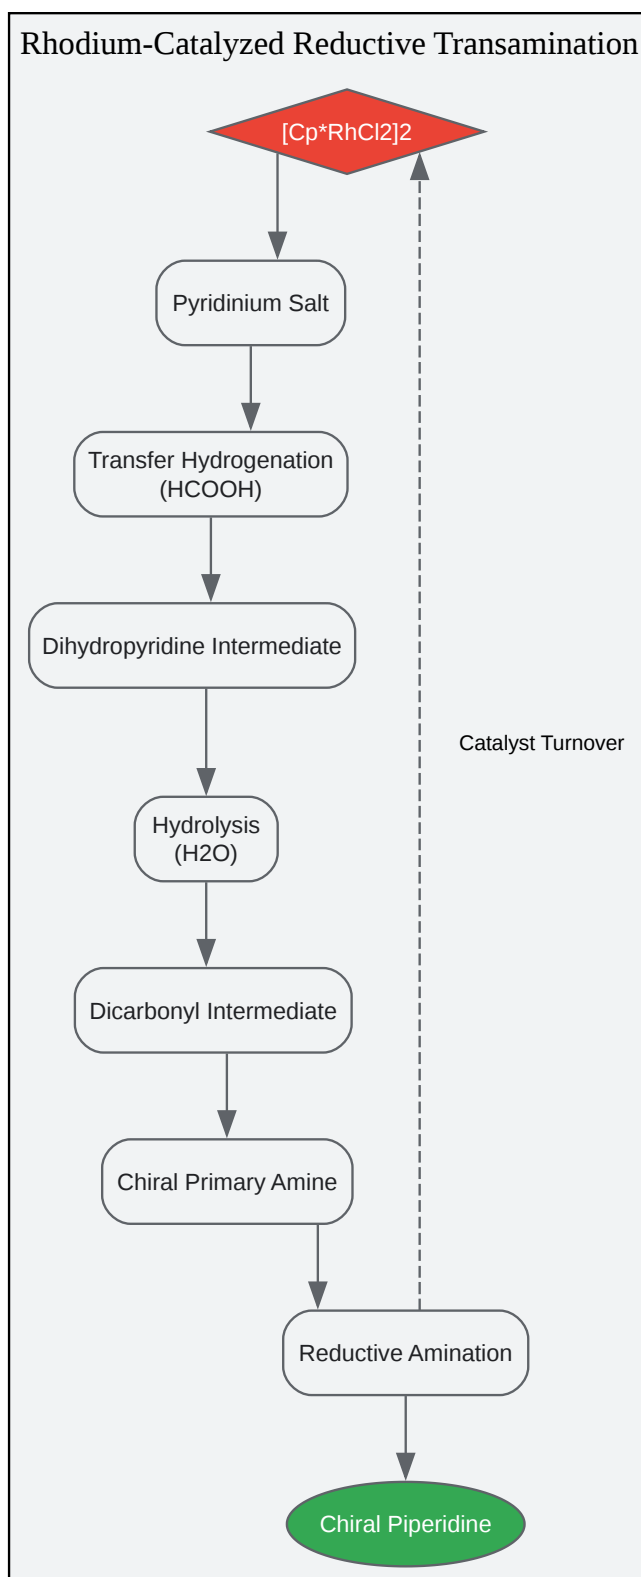 Rhodium-Catalyzed Reductive Transamination
[Cp*RhCl2]2
Pyridinium Salt
Transfer Hydrogenation
(HCOOH)
Dihydropyridine Intermediate
Catalyst Turnover
Hydrolysis
(H2O)
Dicarbonyl Intermediate
Chiral Primary Amine
Reductive Amination
Chiral Piperidine